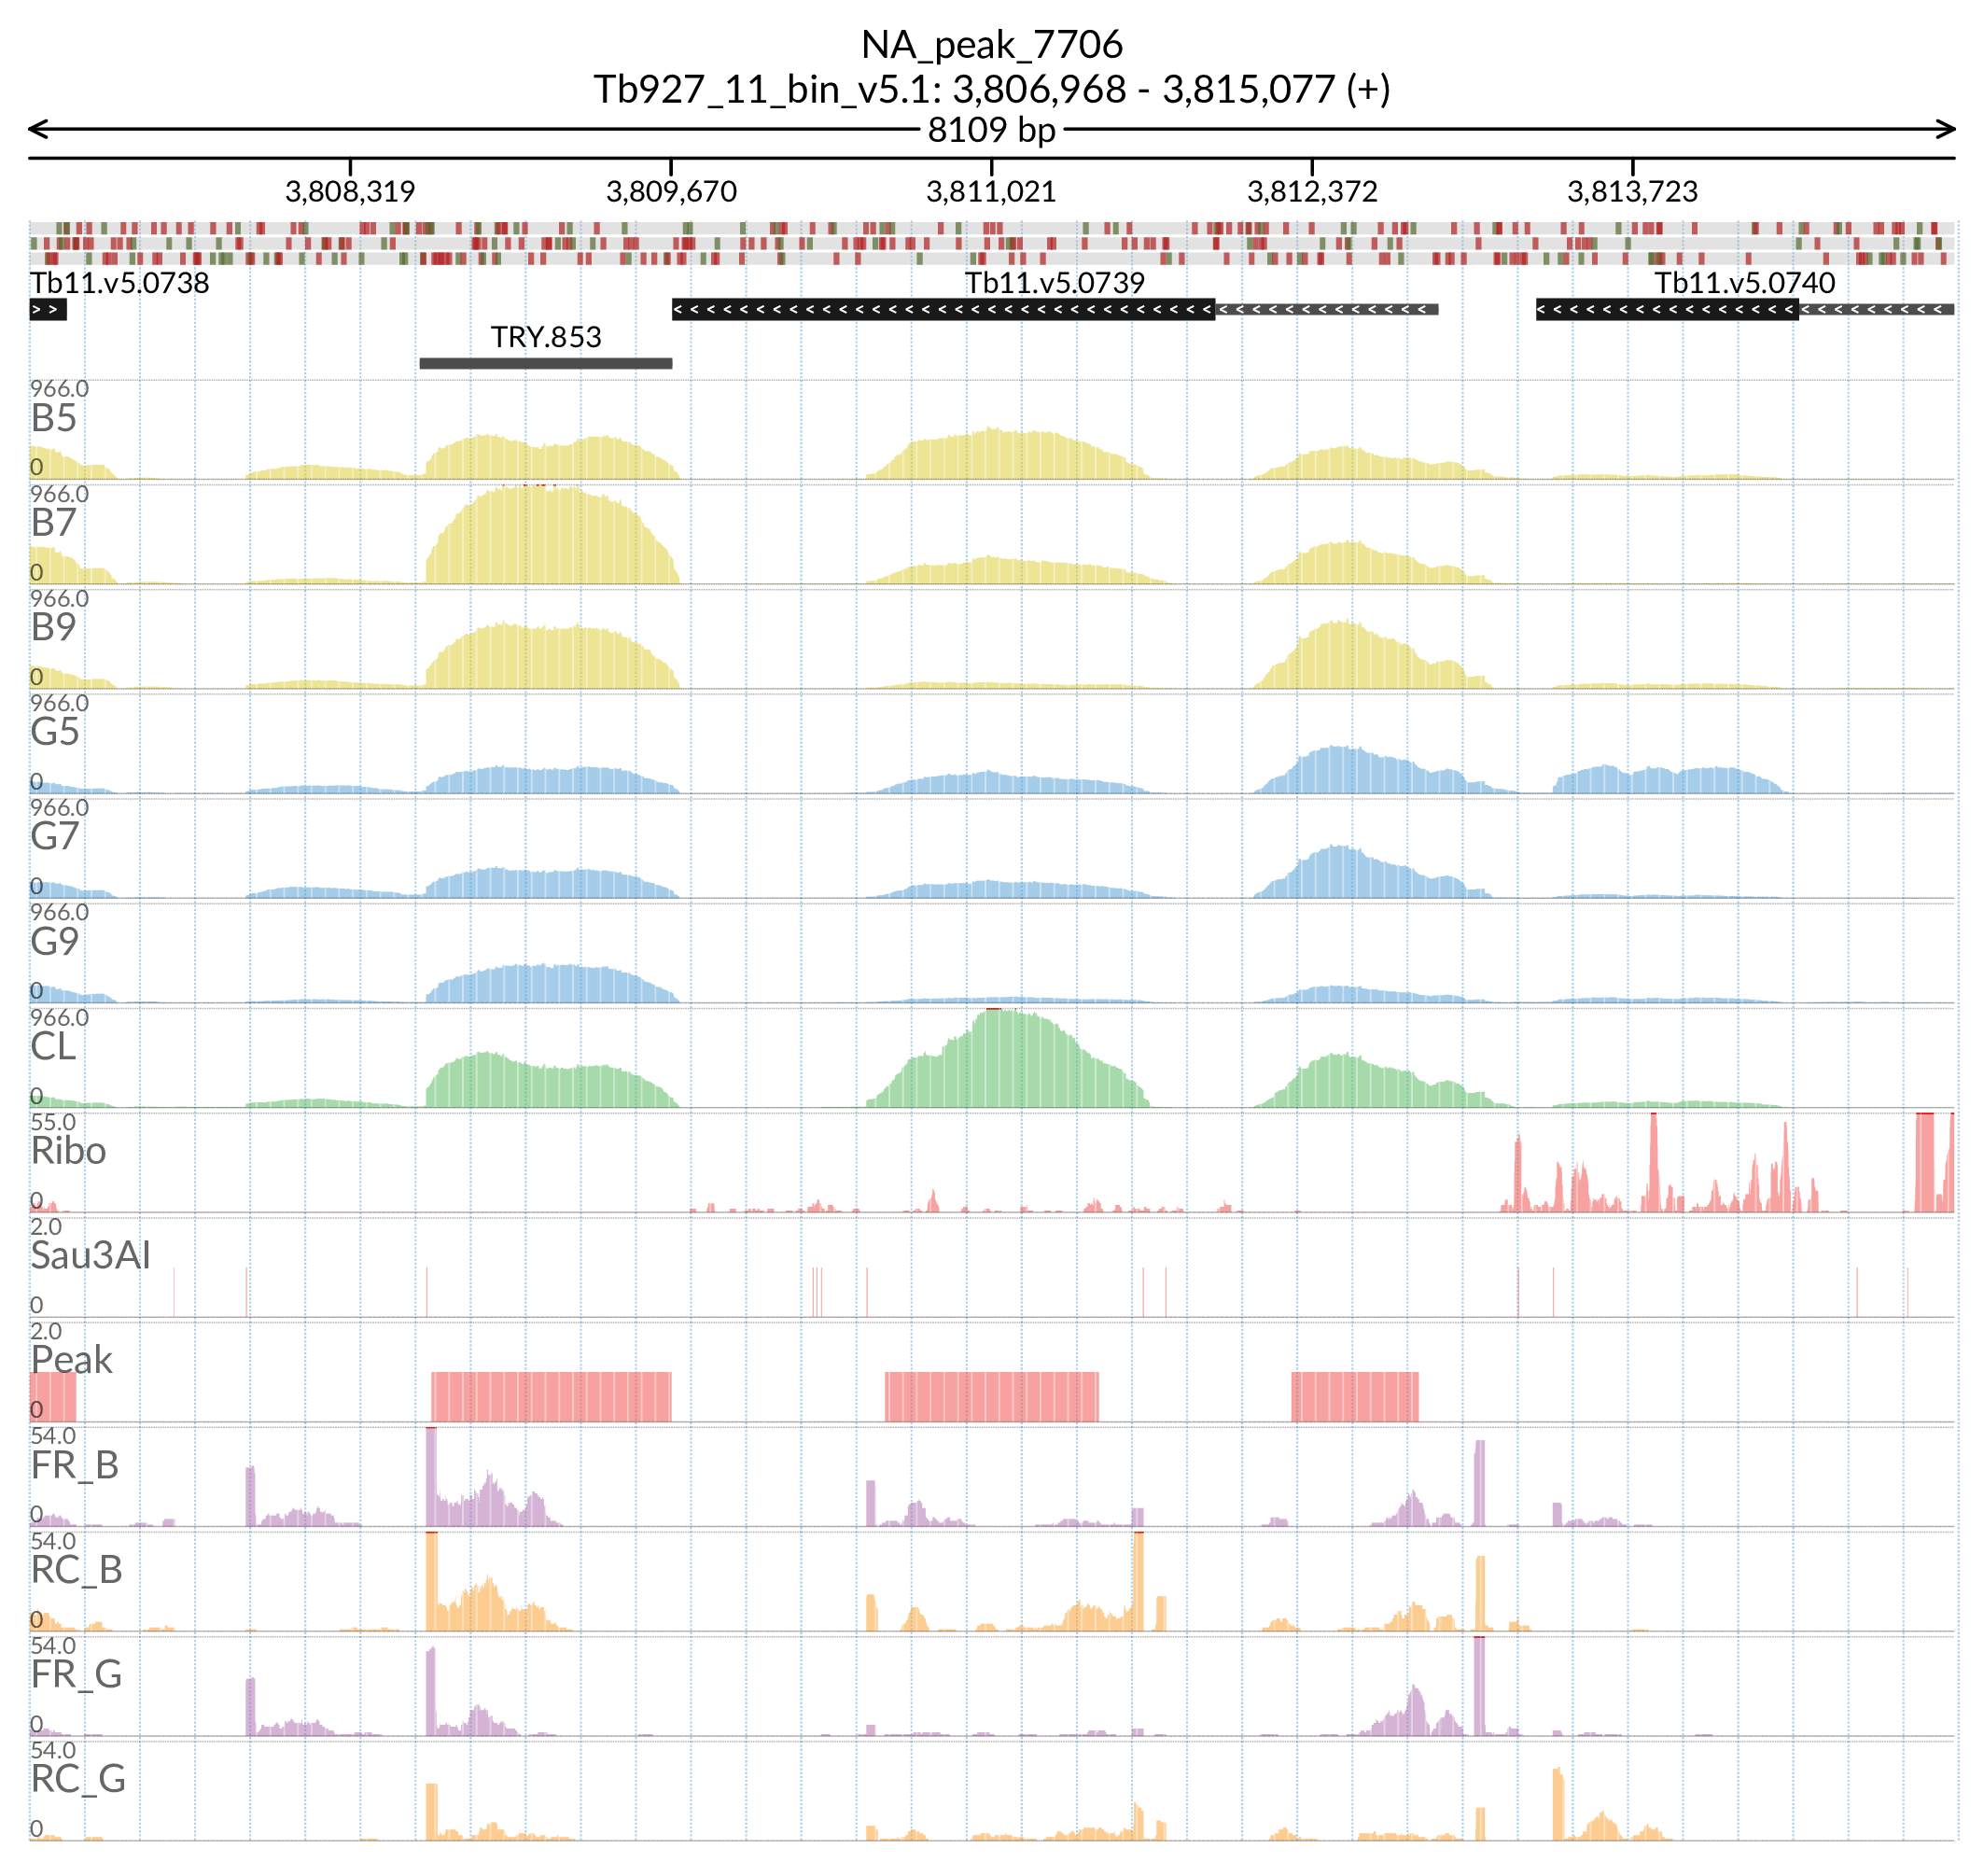 NA_peak_7706
Tb927_11_bin_v5.1: 3,806,968 - 3,815,077 (+)
8109 bp
3,808,319 3,809,670 3,811,021 3,812,372 3,813,723
Tb11.v5.0738 Tb11.v5.0739 Tb11.v5.0740
TRY.853
966.0
B5
0
966.0
B7
0
966.0
B9
0
966.0
G5
0
966.0
G7
0
966.0
G9
0
966.0
CL
0
55.0
Ribo
0
2.0
Sau3AI
0
2.0
Peak
0
54.0
FR_B
0
54.0
RC_B
0
54.0
FR_G
0
54.0
RC_G
0